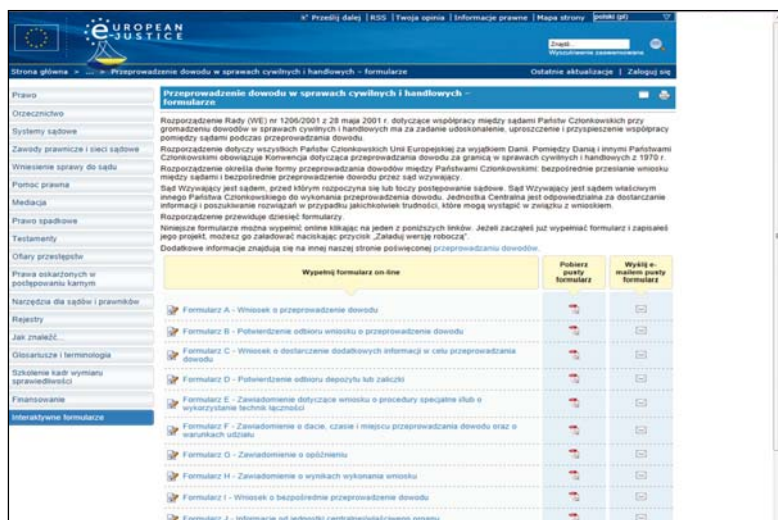 EUROPEAN
E-JUSTICE
Prześlij dalej | RSS | Twoja opinia | Informacje prawne | Mapa strony
polski (pl)
Znajdź...
Wyszukiwanie zaawansowane
Strona główna > ... > Przeprowadzenie dowodu w sprawach cywilnych i handlowych – formularze
Ostatnie aktualizacje | Zaloguj się
Prawo
Orzecznictwo
Systemy sądowe
Zawody prawnicze i sieci sądowe
Wniesienie sprawy do sądu
Pomoc prawna
Mediacja
Prawo spadkowe
Testamenty
Ofiary przestępstw
Prawa oskarżonych w
postępowaniu karnym
Narzędzia dla sądów i prawników
Rejestry
Jak znaleźć...
Glosariusze i terminologia
Szkolenie kadr wymiaru
sprawiedliwości
Finansowanie
Interaktywne formularze
Przeprowadzenie dowodu w sprawach cywilnych i handlowych –
formularze
Rozporządzenie Rady (WE) nr 1206/2001 z 28 maja 2001 r. dotyczące współpracy między sądami Państw Członkowskich przy
gromadzeniu dowodów w sprawach cywilnych i handlowych ma za zadanie udoskonalenie, uproszczenie i przyspieszenie współpracy
pomiędzy sądami podczas przeprowadzania dowodu.
Rozporządzenie dotyczy wszystkich Państw Członkowskich Unii Europejskiej za wyjątkiem Danii. Pomiędzy Danią i innymi Państwami
Członkowskimi obowiązuje Konwencja dotycząca przeprowadzania dowodu za granicą w sprawach cywilnych i handlowych z 1970 r.
Rozporządzenie określa dwie formy przeprowadzania dowodów między Państwami Członkowskimi: bezpośrednie przesłanie wniosku
między sądami i bezpośrednie przeprowadzenie dowodu przez sąd wzywający.
Sąd Wzywający jest sądem, przed którym rozpoczyna się lub toczy postępowanie sądowe. Sąd Wzywający jest sądem właściwym
innego Państwa Członkowskiego do wykonania przeprowadzenia dowodu. Jednostka Centralna jest odpowiedzialna za dostarczanie
informacji i poszukiwanie rozwiązań w przypadku jakichkolwiek trudności, które mogą wystąpić w związku z wnioskiem.
Rozporządzenie przewiduje dziesięć formularzy.
Niniejsze formularze można wypełnić online klikając na jeden z poniższych linków. Jeżeli zacząłeś już wypełniać formularz i zapisałeś
jego projekt, możesz go załadować naciskając przycisk „Załaduj wersję roboczą”.
Dodatkowe informacje znajdują się na innej naszej stronie poświęconej przeprowadzaniu dowodów.
Wypełnij formularz on-line
Pobierz
pusty
formularz
Wyślij e-
mailem pusty
formularz
Formularz A - Wniosek o przeprowadzenie dowodu
Formularz B - Potwierdzenie odbioru wniosku o przeprowadzenie dowodu
Formularz C - Wniosek o dostarczenie dodatkowych informacji w celu przeprowadzania
dowodu
Formularz D - Potwierdzenie odbioru depozytu lub zaliczki
Formularz E - Zawiadomienie dotyczące wniosku o procedury specjalne i/lub o
wykorzystanie technik łączności
Formularz F - Zawiadomienie o dacie, czasie i miejscu przeprowadzania dowodu oraz o
warunkach udziału
Formularz G - Zawiadomienie o opóźnieniu
Formularz H - Zawiadomienie o wynikach wykonania wniosku
Formularz I - Wniosek o bezpośrednie przeprowadzenie dowodu
Formularz J - Informacje od jednostki centralnej/właściwego organu